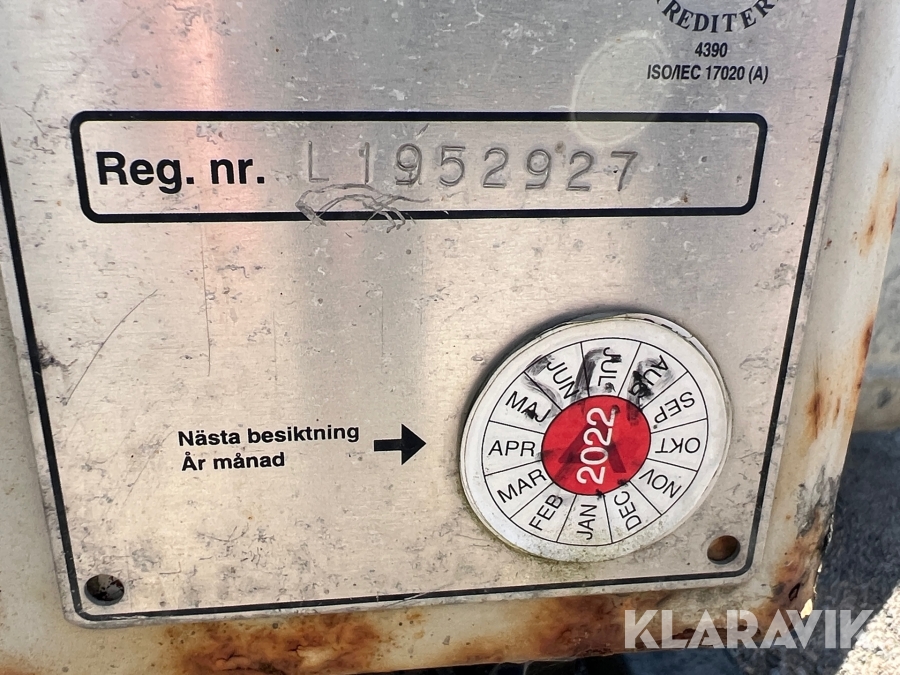 REDITER
4390
ISO/IEC 17020 (A)
Reg. nr. L1952927
Nästa besiktning
År månad
2022
JAN
FEB
MAR
APR
MAJ
JUN
JUL
AUG
SEP
OKT
NOV
DEC
KLARAVIK